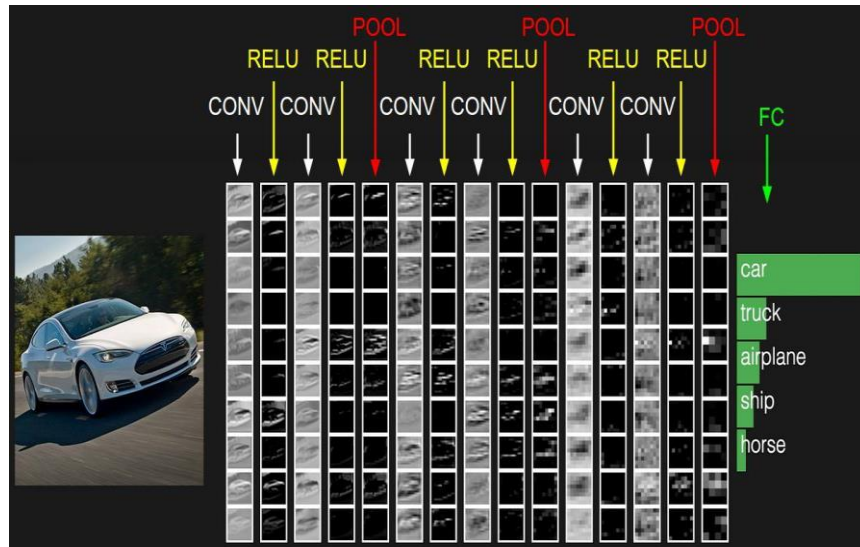 POOL POOL POOL
RELU RELU RELU RELU RELU RELU
CONV CONV CONV CONV CONV CONV
FC
car
truck
airplane
ship
horse